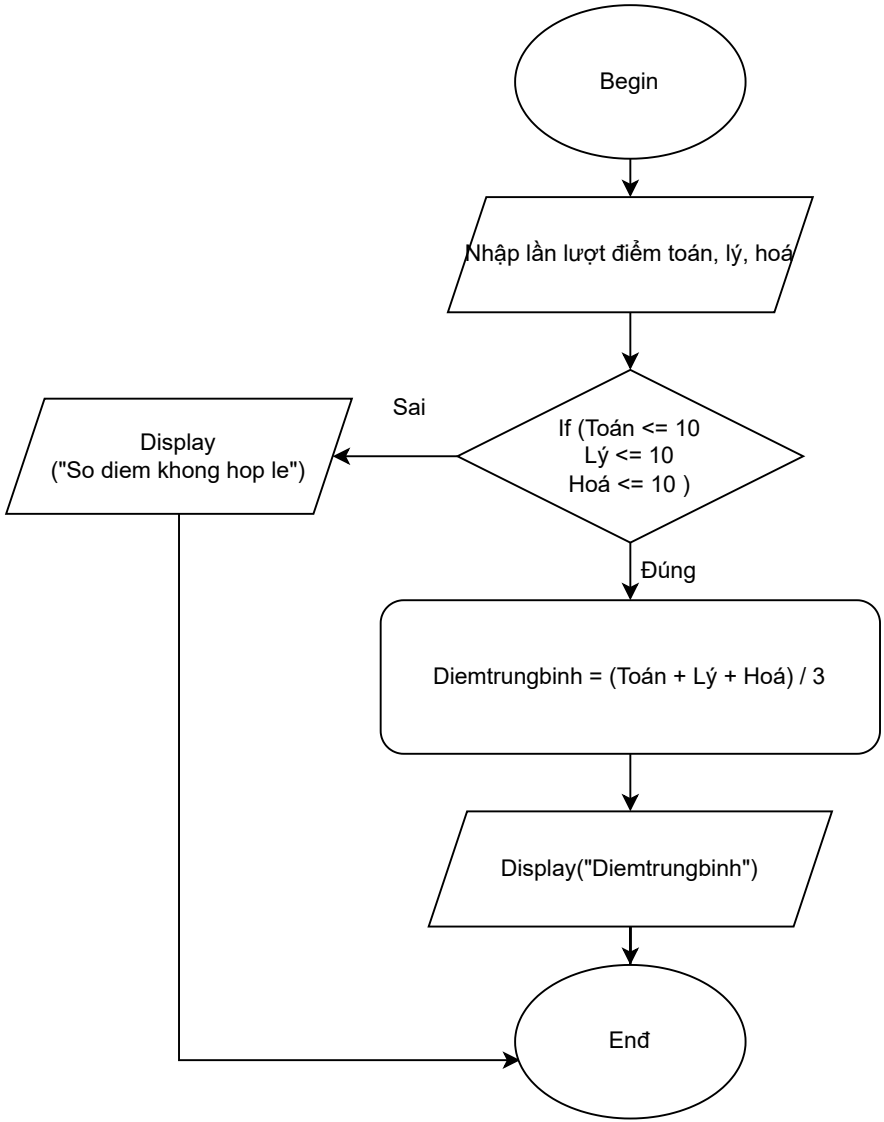 Begin
Nhập lần lượt điểm toán, lý, hoá
If (Toán <= 10
Lý <= 10
Hoá <= 10 )
Sai
Display
("So diem khong hop le")
Đúng
Diemtrungbinh = (Toán + Lý + Hoá) / 3
Display("Diemtrungbinh")
Enđ